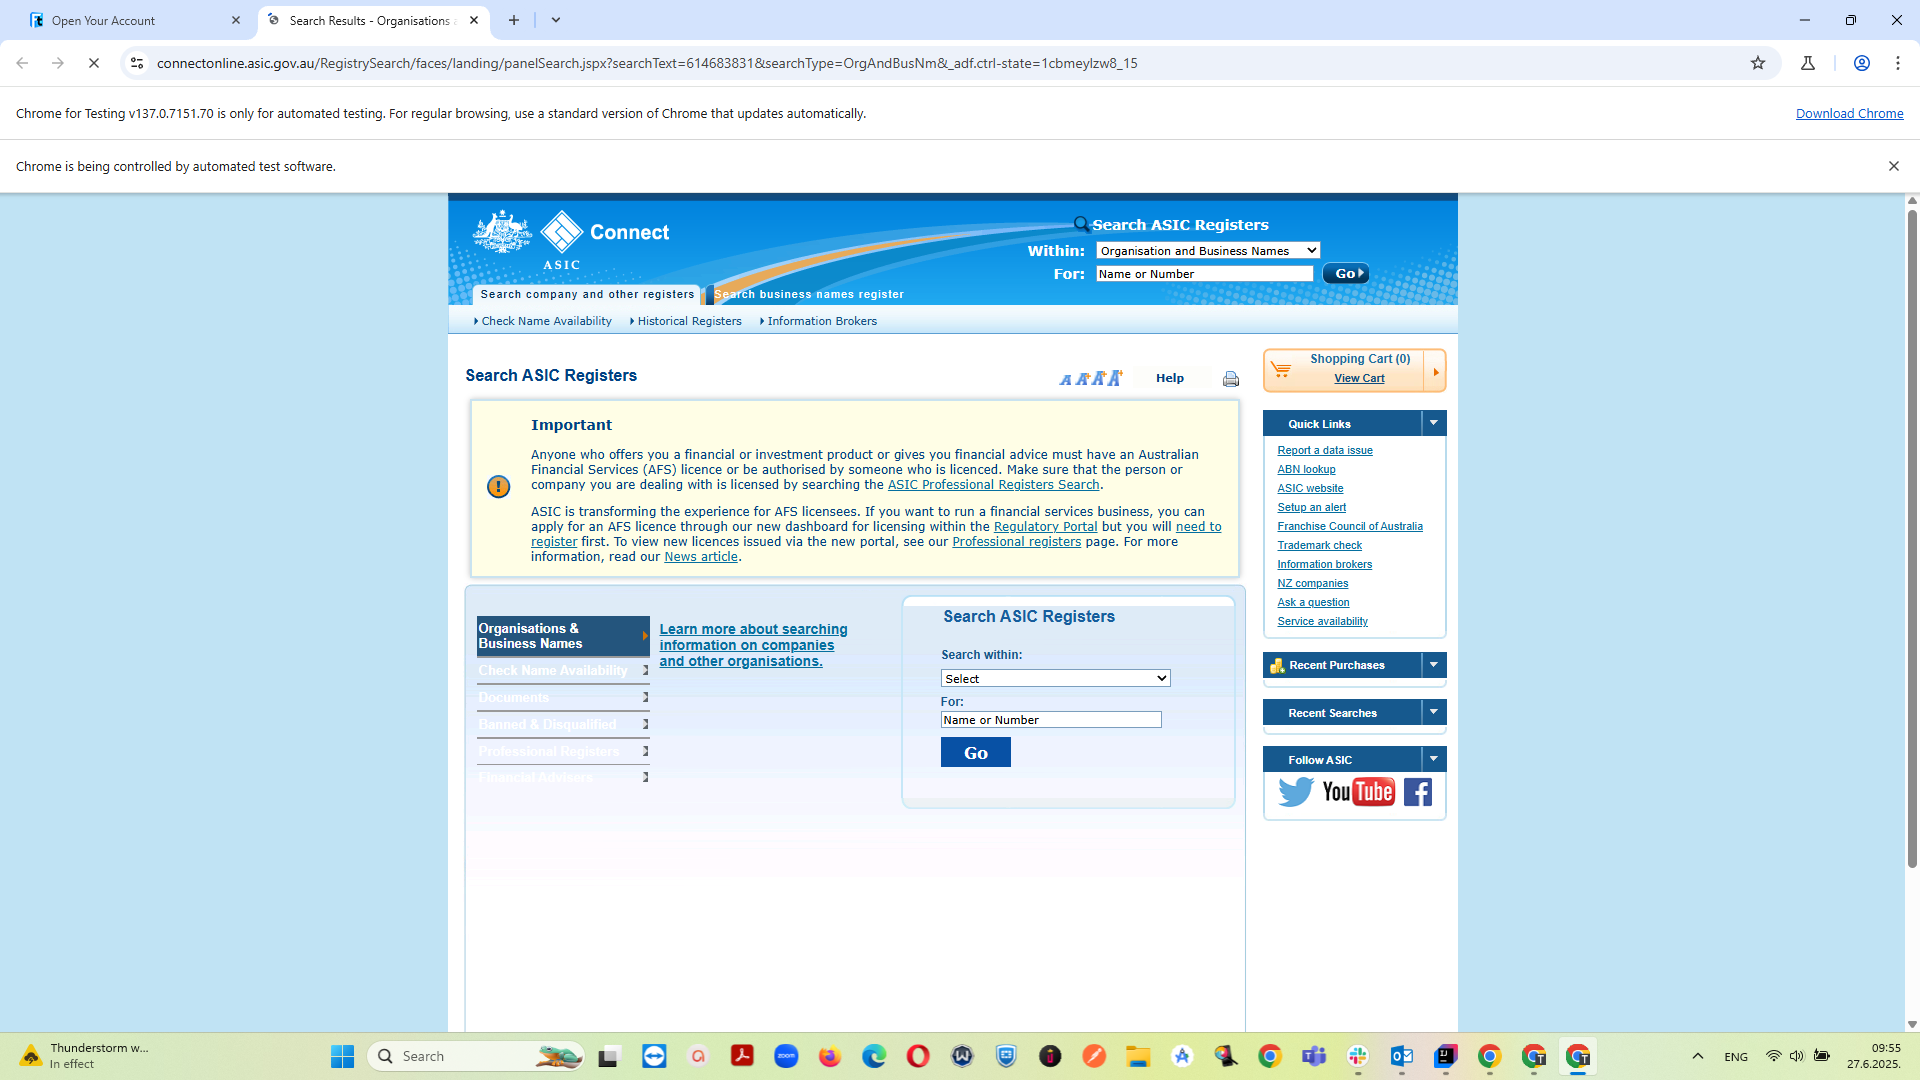 Open Your Account
Search Results - Organisations a
connectonline.asic.gov.au/RegistrySearch/faces/landing/panelSearch.jspx?searchText=614683831&searchType=OrgAndBusNm&_adf.ctrl-state=1cbmeylzw8_15
Chrome for Testing v137.0.7151.70 is only for automated testing. For regular browsing, use a standard version of Chrome that updates automatically.
Download Chrome
Chrome is being controlled by automated test software.
ASIC
Connect
Search ASIC Registers
Within:
Organisation and Business Names
For:
Name or Number
Go
Search company and other registers
Search business names register
Check Name Availability
Historical Registers
Information Brokers
Search ASIC Registers
A A+ A+ A+
Help
Shopping Cart (0)
View Cart
Important
Anyone who offers you a financial or investment product or gives you financial advice must have an Australian
Financial Services (AFS) licence or be authorised by someone who is licenced. Make sure that the person or
company you are dealing with is licensed by searching the ASIC Professional Registers Search.
ASIC is transforming the experience for AFS licensees. If you want to run a financial services business, you can
apply for an AFS licence through our new dashboard for licensing within the Regulatory Portal but you will need to
register first. To view new licences issued via the new portal, see our Professional registers page. For more
information, read our News article.
Organisations &
Business Names
Check Name Availability
Documents
Banned & Disqualified
Professional Registers
Financial Advisers
Learn more about searching
information on companies
and other organisations.
Search ASIC Registers
Search within:
Select
For:
Name or Number
Go
Quick Links
Report a data issue
ABN lookup
ASIC website
Setup an alert
Franchise Council of Australia
Trademark check
Information brokers
NZ companies
Ask a question
Service availability
Recent Purchases
Recent Searches
Follow ASIC
YouTube
Thunderstorm w...
In effect
Search
zoom
ENG
09:55
27.6.2025.